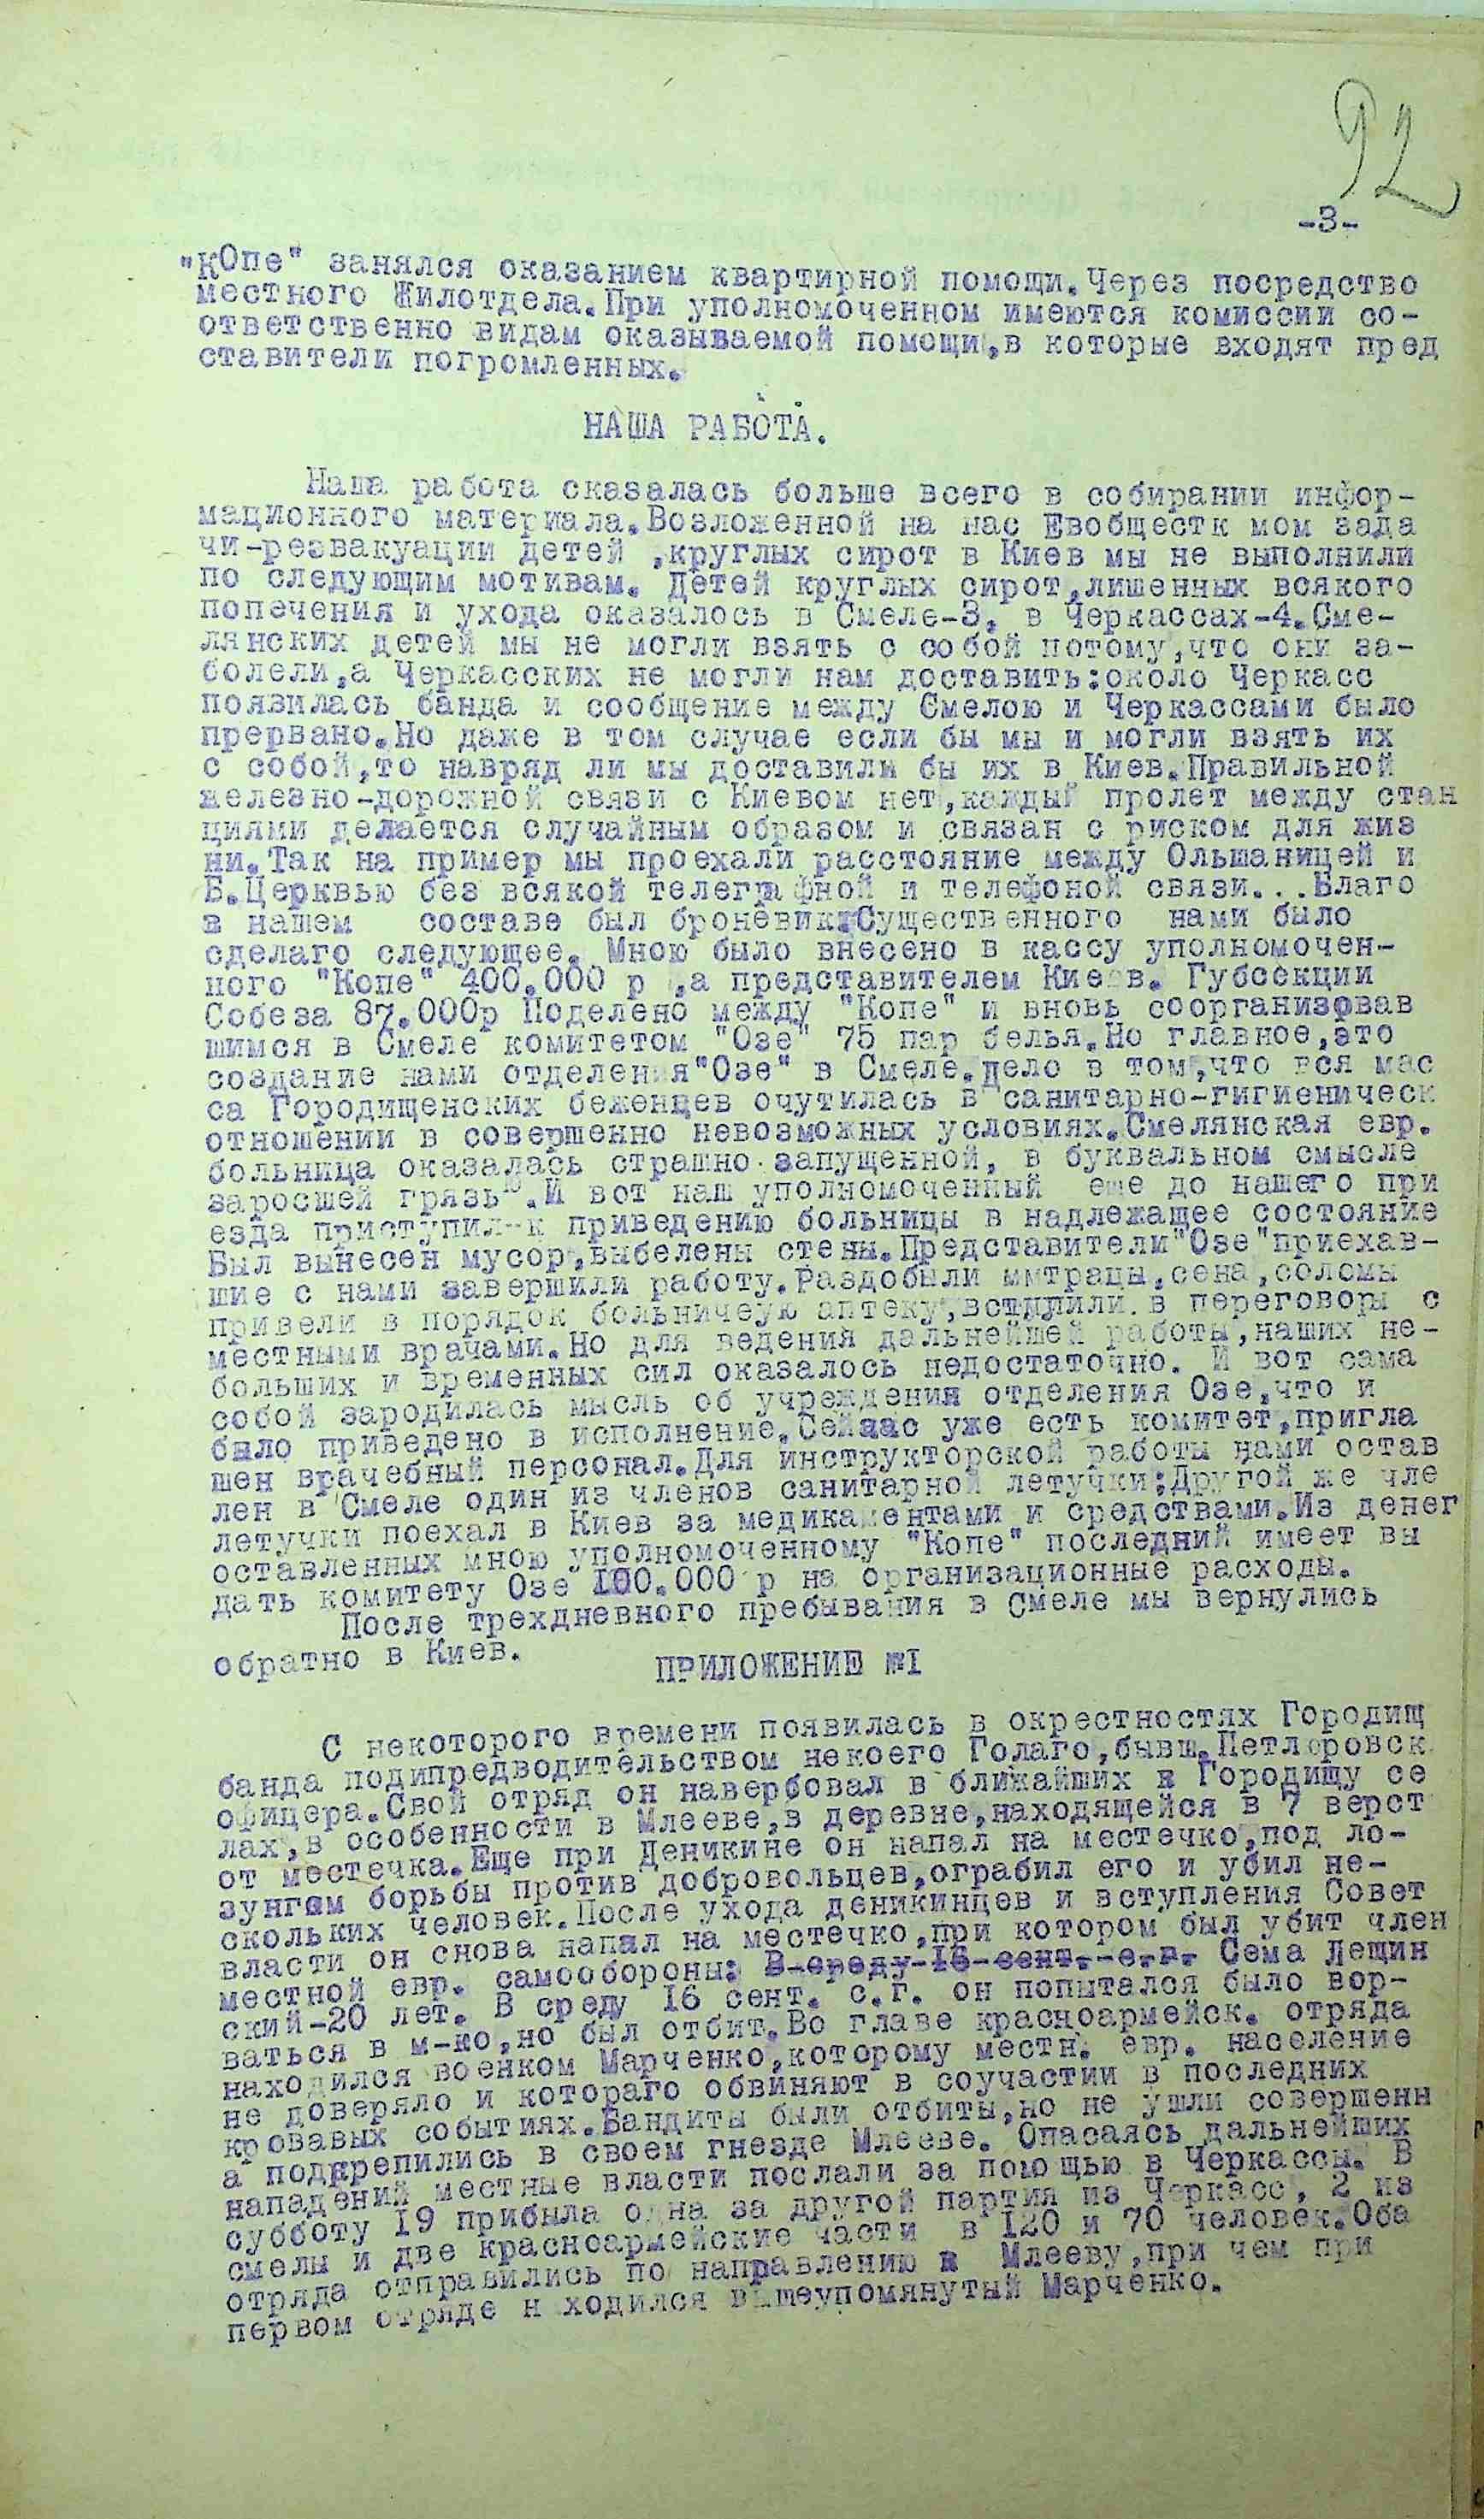 92
-3-
"кОпе" занялся оказанием квартирной помощи.Через посредство
местного Жилотдела.При уполномоченном имеются комиссии со-
ответственно видам оказываемой помощи,в которые входят пред
ставители погромленных.
НАША РАБОТА.
Наша работа сказалась больше всего в собирании инфор-
мационного материала.Возложенной на нас Евобществ мом зада
чи-реэвакуации детей ,круглых сирот в Киев мы не выполнили
по следующим мотивам. Детей круглых сирот,лишенных всякого
попечения и ухода оказалось в Смеле-3, в Черкассах-4.Сме-
лянских детей мы не могли взять с собой потому,что они за-
болели,а Черкасских не могли нам доставить:около Черкасс
появилась банда и сообщение между Смелою и Черкассами было
прервано.Но даже в том случае если бы мы и могли взять их
с собой,то навряд ли мы доставили бы их в Киев.Правильной
железно-дорожной связи с Киевом нет,каждый пролет между стан
циями делается случайным образом и связан с риском для жиз
ни.Так на пример мы проехали расстояние между Ольшаницей и
Б.Церквью без всякой телеграфной и телефоной связи...Благо
в нашем составе был броневик.Существенного нами было
сделаго следующее. Мною было внесено в кассу уполномочен-
ного "Копе" 400.000 р ,а представителем Киев. Губсекции
Собеза 87.000р Поделено между "Копе" и вновь соорганизовав
шимся в Смеле комитетом "Озе" 75 пар белья.Но главное,это
создание нами отделения"Озе" в Смеле.Дело в том,что вся мас
са Городищенских беженцев очутилась в санитарно-гигиеническ
отношении в совершенно невозможных условиях.Смелянская евр.
больница оказалась страшно запущенной, в буквальном смысле
заросшей грязью.И вот наш уполномоченный еще до нашего при
езда приступил к приведению больницы в надлежащее состояние
Был вынесен мусор,выбелены стены.Представители"Озе"приехав-
шие с нами завершили работу.Раздобыли митрацы,сена,соломы
привели в порядок больничеую аптеку,вступили в переговоры с
местными врачами.Но для ведения дальнейшей работы,наших не-
больших и временных сил оказалось недостаточно. И вот сама
собой зародилась мысль об учреждении отделения Озе,что и
было приведено в исполнение.Сейаас уже есть комитет,пригла
шен врачебный персонал.Для инструкторской работы нами остав
лен в Смеле один из членов санитарной летучки;Другой же чле
летучки поехал в Киев за медикаментами и средствами.Из денег
оставленных мною уполномоченному "Копе" последний имеет вы
дать комитету Озе 100.000 р на организационные расходы.
После трехдневного пребывания в Смеле мы вернулись
обратно в Киев.
ПРИЛОЖЕНИЕ №I
С некоторого времени появилась в окрестностях Городищ
банда подипредводительством некоего Голаго,бывш.Петлюровск
офицера.Свой отряд он навербовал в ближайших к Городищу се
лах,в особенности в Млееве,в деревне,находящейся в 7 верст
от местечка.Еще при Деникине он напал на местечко,под ло-
зунгом борьбы против добровольцев,ограбил его и убил не-
скольких человек.После ухода деникинцев и вступления Совет
власти он снова напал на местечко,при котором был убит член
местной евр. самообороны: В среду 16 сент. с.г. Сема Лещин
ский-20 лет. В среду 16 сент. с.г. он попытался было вор-
ваться в м-ко,но был отбит.Во главе красноармейск. отряда
находился военком Марченко,которому местн. евр. население
не доверяло и котораго обвиняют в соучастии в последних
кровавых событиях.Бандиты были отбиты,но не ушли совершенн
а подкрепились в своем гнезде Млееве. Опасаясь дальнейших
нападений местные власти послали за помощью в Черкассы. В
субботу 19 прибыла одна за другой партия из Черкасс, 2 из
смелы и две красноармейские части в 120 и 70 человек.Оба
отряда отправились по направлению к Млееву,при чем при
первом отряде н ходился вышеупомянутый Марченко.